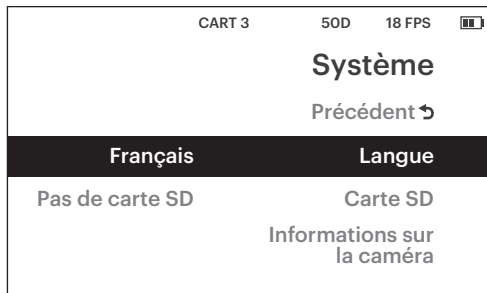 CART 3 50D 18 FPS
Système
Précédent
Français Langue
Pas de carte SD Carte SD
Informations sur
la caméra